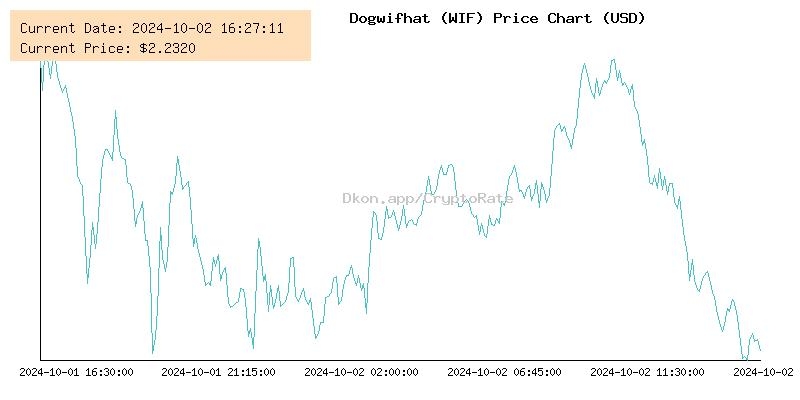 Dogwifhat (WIF) Price Chart (USD)
Current Date: 2024-10-02 16:27:11
Current Price: $2.2320
Dkon.app/CryptoRate
2024-10-01 16:30:00 2024-10-01 21:15:00 2024-10-02 02:00:00 2024-10-02 06:45:00 2024-10-02 11:30:00 2024-10-02